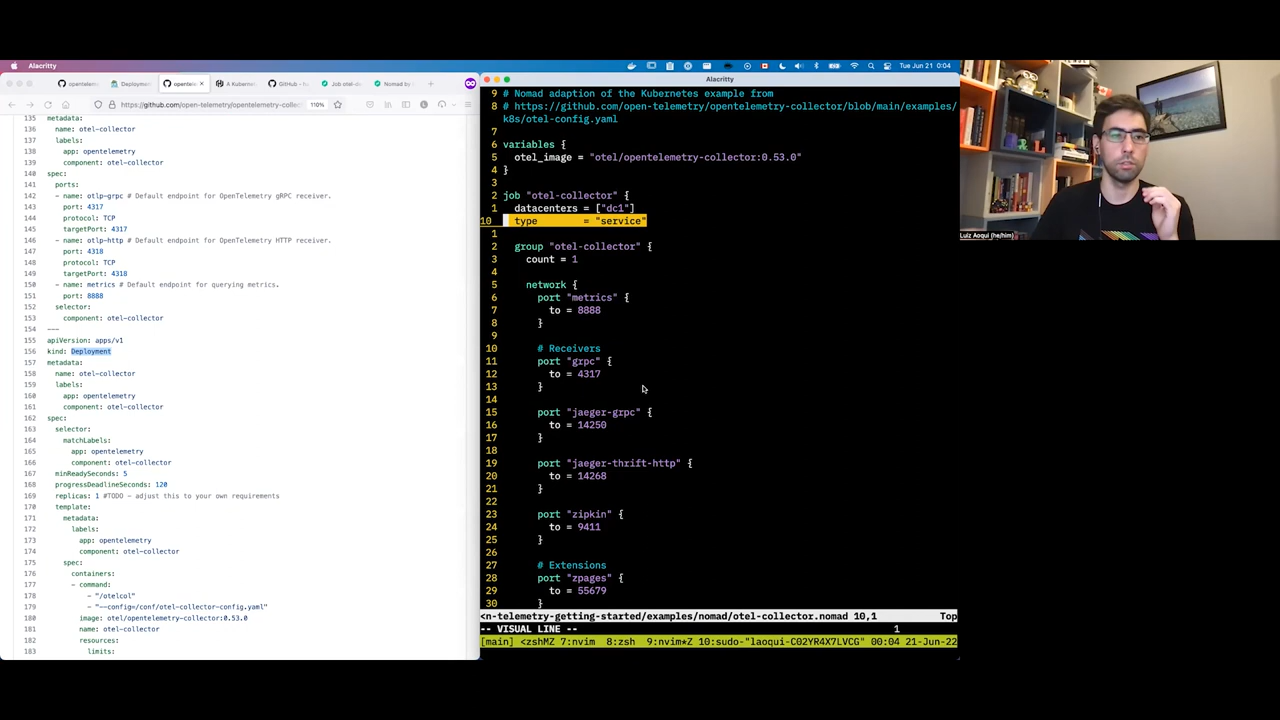 Alacritty
Tue Jun 21 0:04
opentelem
Deploymen
opentele
A Kubernet
GitHub - h
Job otel-do
Nomad by
https://github.com/open-telemetry/opentelemetry-collec
110%
135 metadata:
136 name: otel-collector
137 labels:
138 app: opentelemetry
139 component: otel-collector
140 spec:
141 ports:
142 - name: otlp-grpc # Default endpoint for OpenTelemetry gRPC receiver.
143 port: 4317
144 protocol: TCP
145 targetPort: 4317
146 - name: otlp-http # Default endpoint for OpenTelemetry HTTP receiver.
147 port: 4318
148 protocol: TCP
149 targetPort: 4318
150 - name: metrics # Default endpoint for querying metrics.
151 port: 8888
152 selector:
153 component: otel-collector
154 ---
155 apiVersion: apps/v1
156 kind: Deployment
157 metadata:
158 name: otel-collector
159 labels:
160 app: opentelemetry
161 component: otel-collector
162 spec:
163 selector:
164 matchLabels:
165 app: opentelemetry
166 component: otel-collector
167 minReadySeconds: 5
168 progressDeadlineSeconds: 120
169 replicas: 1 #TODO - adjust this to your own requirements
170 template:
171 metadata:
172 labels:
173 app: opentelemetry
174 component: otel-collector
175 spec:
176 containers:
177 - command:
178 - "/otelcol"
179 - "--config=/conf/otel-collector-config.yaml"
180 image: otel/opentelemetry-collector:0.53.0
181 name: otel-collector
182 resources:
183 limits:
Alacritty
9 # Nomad adaption of the Kubernetes example from
8 # https://github.com/open-telemetry/opentelemetry-collector/blob/main/examples/
k8s/otel-config.yaml
7
6 variables {
5 otel_image = "otel/opentelemetry-collector:0.53.0"
4 }
3
2 job "otel-collector" {
1 datacenters = ["dc1"]
10 type = "service"
1
2 group "otel-collector" {
3 count = 1
4
5 network {
6 port "metrics" {
7 to = 8888
8 }
9
10 # Receivers
11 port "grpc" {
12 to = 4317
13 }
14
15 port "jaeger-grpc" {
16 to = 14250
17 }
18
19 port "jaeger-thrift-http" {
20 to = 14268
21 }
22
23 port "zipkin" {
24 to = 9411
25 }
26
27 # Extensions
28 port "zpages" {
29 to = 55679
30 }
<n-telemetry-getting-started/examples/nomad/otel-collector.nomad 10,1 Top
-- VISUAL LINE -- 1
[main] <zshMZ 7:nvim 8:zsh 9:nvim*Z 10:sudo-"laoqui-C02YR4X7LVCG" 00:04 21-Jun-22
Luiz Aoqui (he/him)